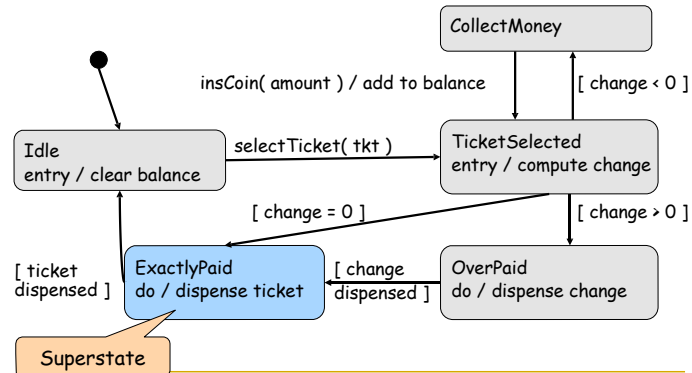 CollectMoney
insCoin( amount ) / add to balance
[ change < 0 ]
Idle
entry / clear balance
selectTicket( tkt )
TicketSelected
entry / compute change
[ change = 0 ]
[ change > 0 ]
[ ticket
dispensed ]
ExactlyPaid
do / dispense ticket
[ change
dispensed ]
OverPaid
do / dispense change
Superstate